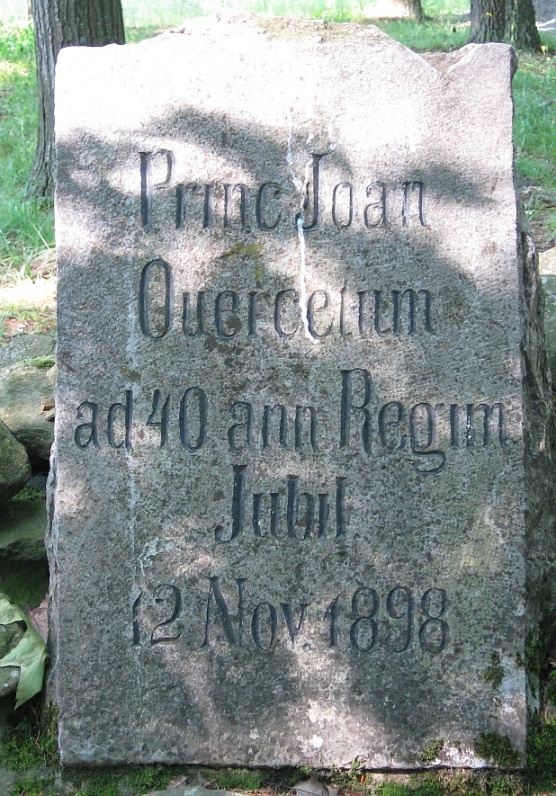 Princ Joan
Quercetum
ad 40 ann Regim
Jubil
12. Nov. 1898.